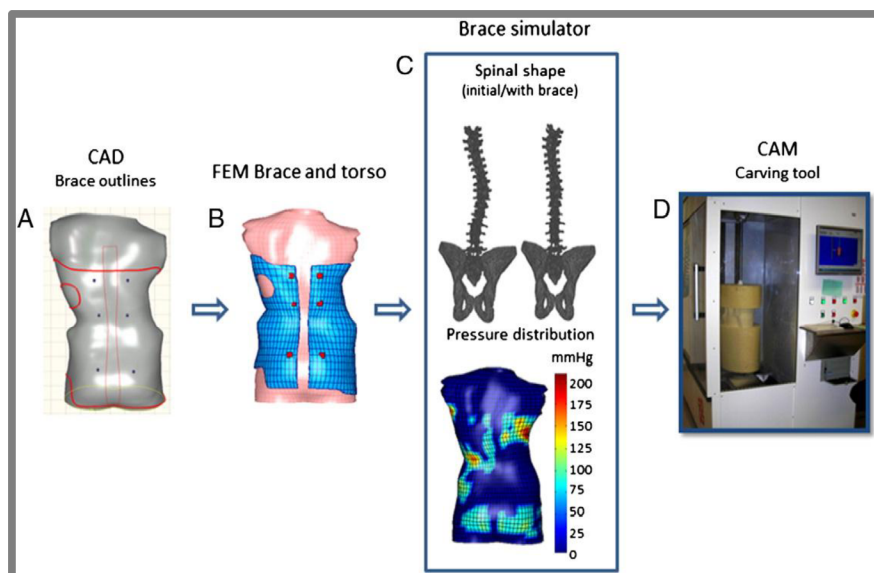 Brace simulator
C
Spinal shape
(initial/with brace)
CAD
Brace outlines
A
FEM Brace and torso
B
CAM
Carving tool
D
Pressure distribution
mmHg
200
175
150
125
100
75
50
25
0